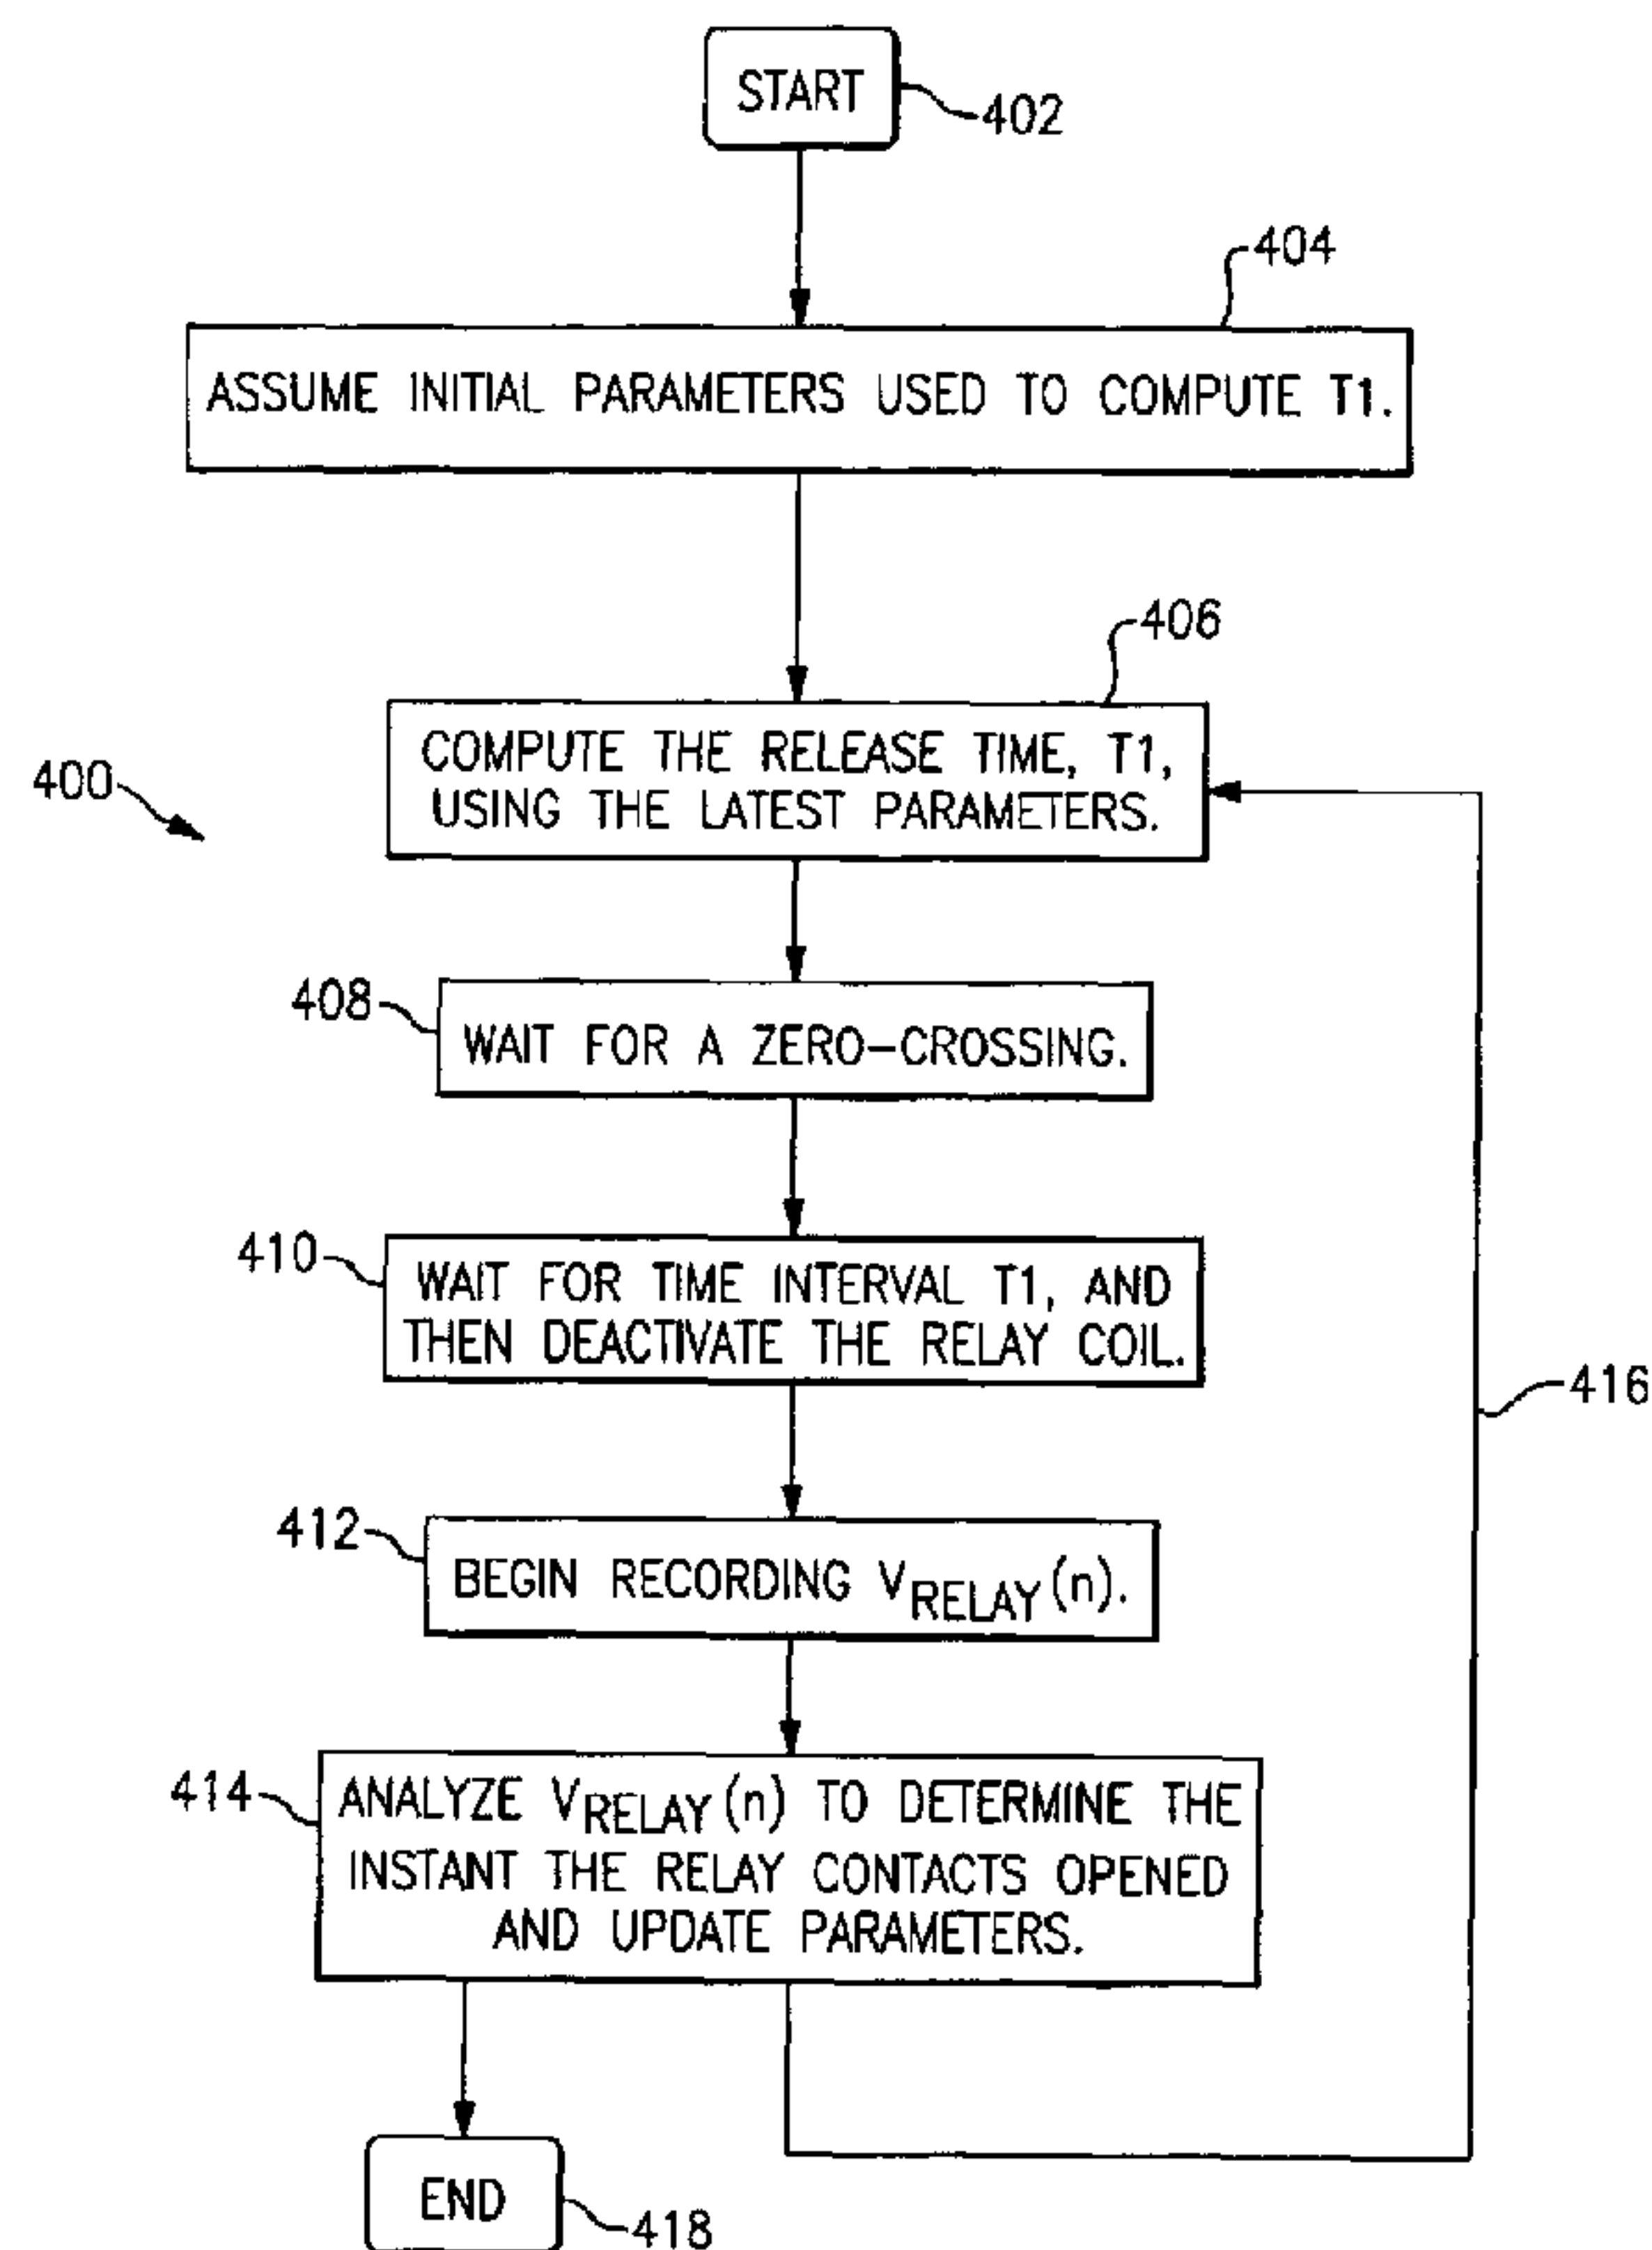 START
402
404
ASSUME INITIAL PARAMETERS USED TO COMPUTE T1.
406
COMPUTE THE RELEASE TIME, T1,
USING THE LATEST PARAMETERS.
400
408
WAIT FOR A ZERO-CROSSING.
410
WAIT FOR TIME INTERVAL T1, AND
THEN DEACTIVATE THE RELAY COIL.
416
412
BEGIN RECORDING VRELAY(n).
414
ANALYZE VRELAY(n) TO DETERMINE THE
INSTANT THE RELAY CONTACTS OPENED
AND UPDATE PARAMETERS.
END
418